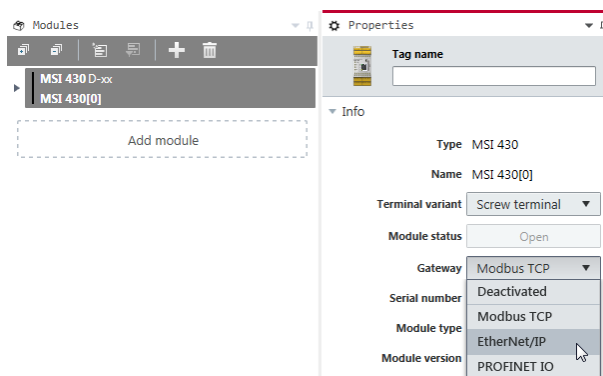 Modules
MSI 430 D-xx
MSI 430[0]
Add module
Properties
Tag name
Info
Type MSI 430
Name MSI 430[0]
Terminal variant Screw terminal
Module status Open
Gateway Modbus TCP
Serial number
Module type
Module version
Deactivated
Modbus TCP
EtherNet/IP
PROFINET IO